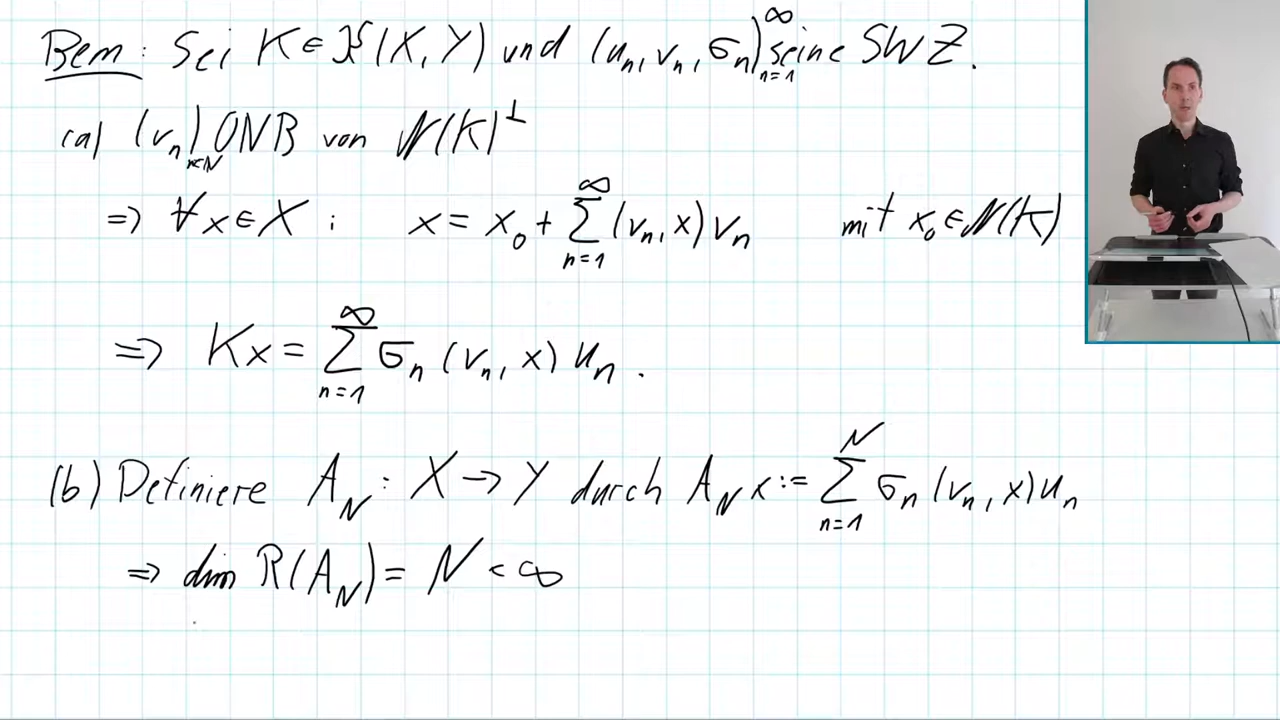 Bem: Sei K ∈ 𝒦(X, Y) und (uₙ, vₙ, σₙ)_{n=1}^∞ seine SWZ.
(a) (vₙ)_{n∈ℕ} ONB von 𝒩(K)^⊥
⇒ ∀x ∈ X : x = x₀ + ∑_{n=1}^∞ (vₙ, x) vₙ mit x₀ ∈ 𝒩(K)
⇒ Kx = ∑_{n=1}^∞ σₙ (vₙ, x) uₙ .
(b) Definiere A_N : X → Y durch A_N x := ∑_{n=1}^N σₙ (vₙ, x) uₙ
⇒ dim R(A_N) = N < ∞